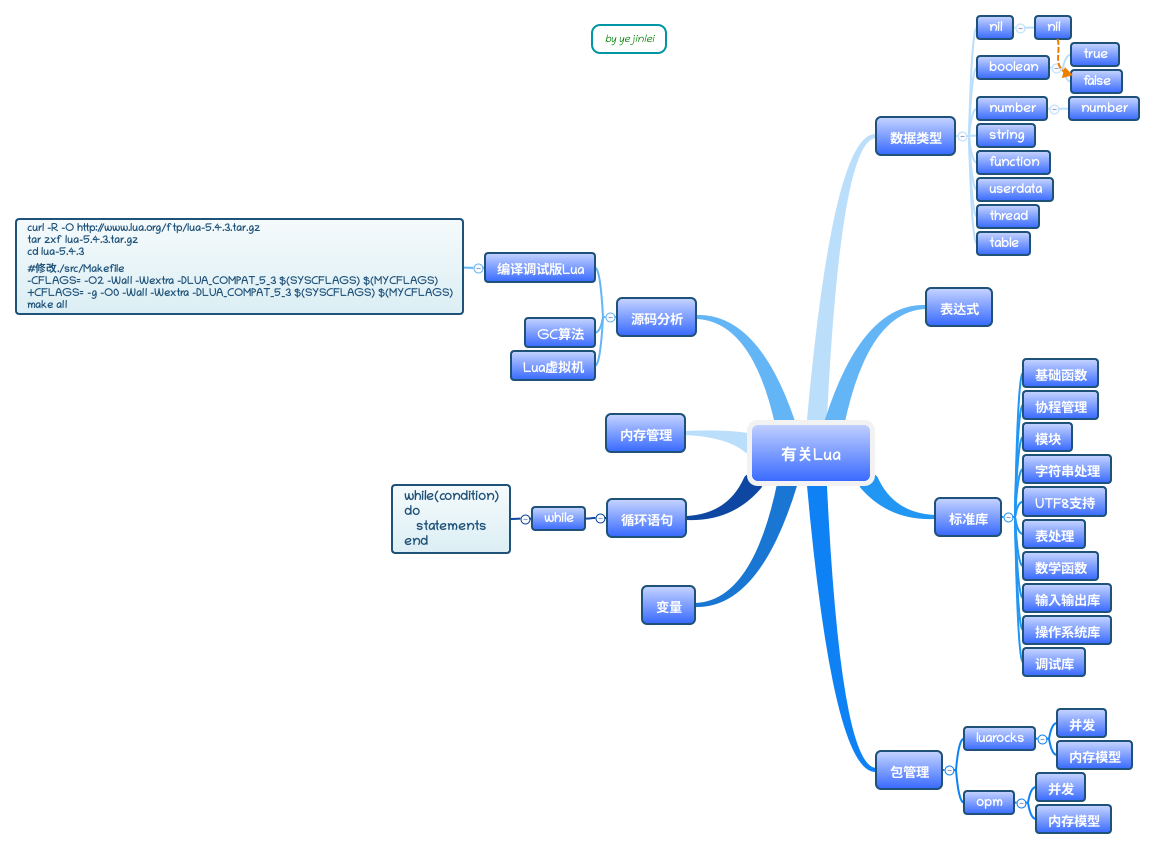 by yejinlei
有关Lua
数据类型
nil
nil
boolean
true
false
number
number
string
function
userdata
thread
table
表达式
标准库
基础函数
协程管理
模块
字符串处理
UTF8支持
表处理
数学函数
输入输出库
操作系统库
调试库
包管理
luarocks
并发
内存模型
opm
并发
内存模型
源码分析
编译调试版Lua
curl -R -O http://www.lua.org/ftp/lua-5.4.3.tar.gz
tar zxf lua-5.4.3.tar.gz
cd lua-5.4.3
#修改./src/Makefile
-CFLAGS= -O2 -Wall -Wextra -DLUA_COMPAT_5_3 $(SYSCFLAGS) $(MYCFLAGS)
+CFLAGS= -g -O0 -Wall -Wextra -DLUA_COMPAT_5_3 $(SYSCFLAGS) $(MYCFLAGS)
make all
GC算法
Lua虚拟机
内存管理
循环语句
while
while(condition)
do
statements
end
变量